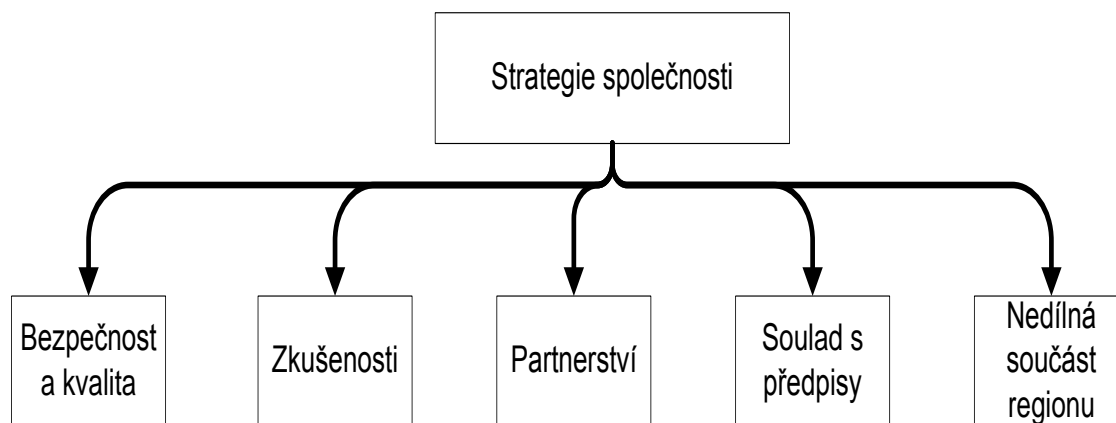 Strategie společnosti
Bezpečnost
a kvalita
Zkušenosti
Partnerství
Soulad s
předpisy
Nedílná
součást
regionu